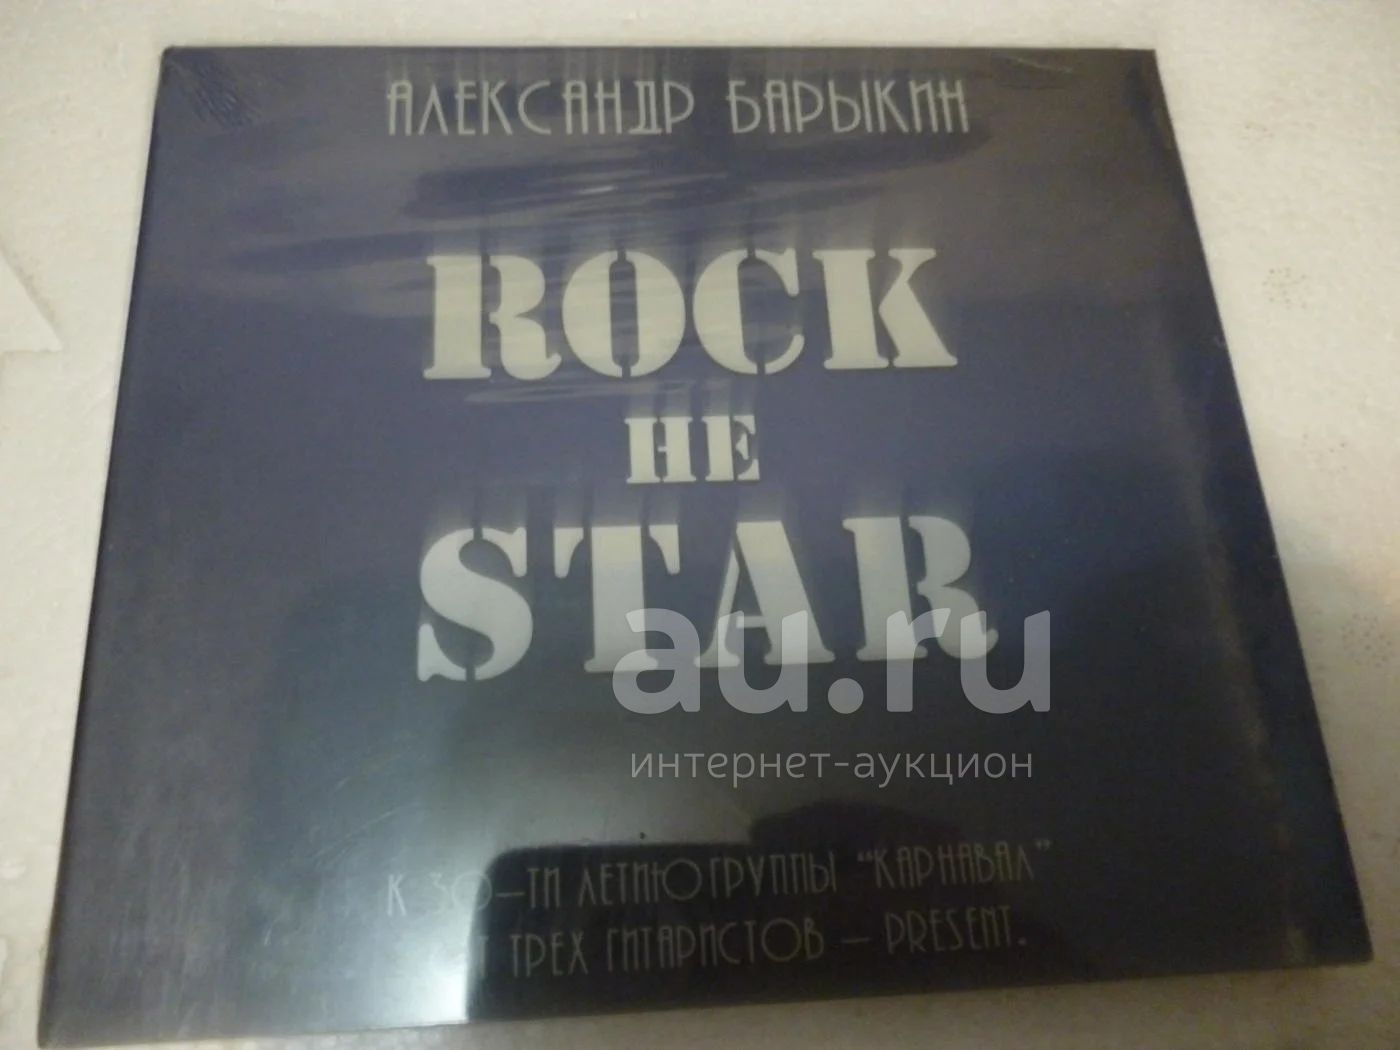 АЛЕКСАНДР БАРЫКИН
ROCK
НЕ
STAR
au.ru
интернет-аукцион
К 30-ТИ ЛЕТИЮ ГРУППЫ "КАРНАВАЛ"
ТРЕХ ГИТАРИСТОВ – PRESENT.